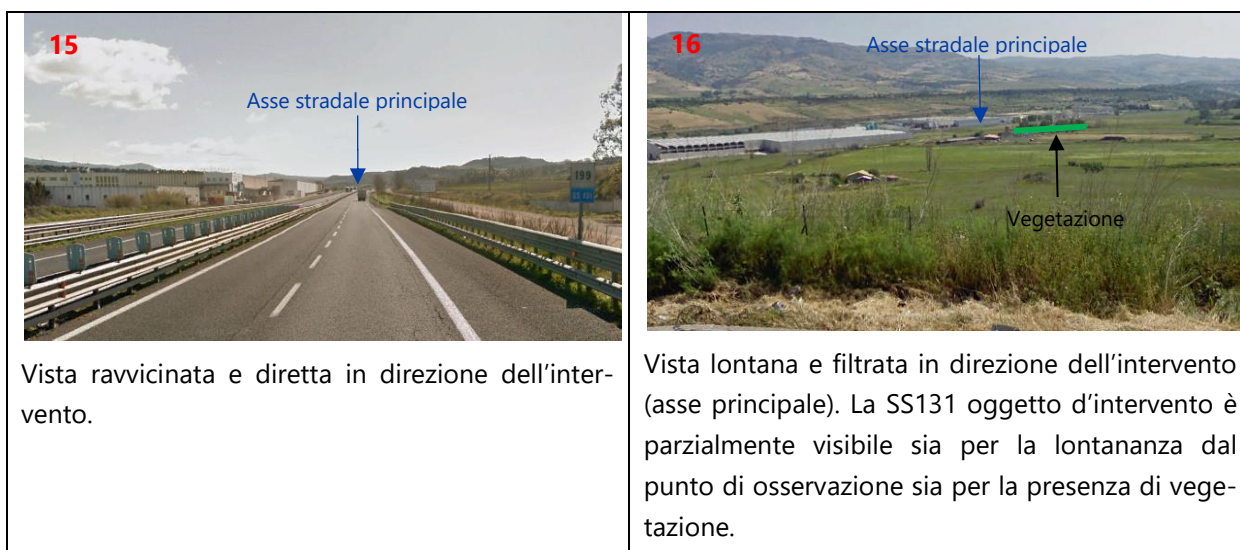 15
Asse stradale principale
199
Vista ravvicinata e diretta in direzione dell'inter-
vento.
16
Asse stradale principale
Vegetazione
Vista lontana e filtrata in direzione dell'intervento
(asse principale). La SS131 oggetto d'intervento è
parzialmente visibile sia per la lontananza dal
punto di osservazione sia per la presenza di vege-
tazione.